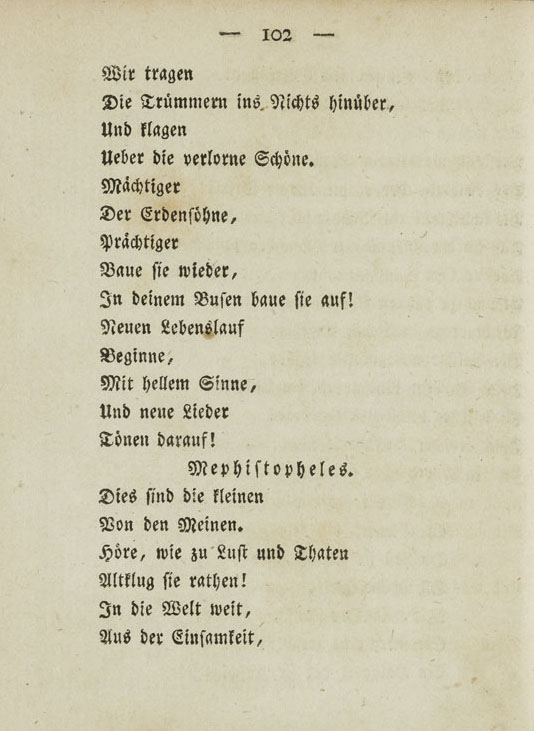 — 102 —
Wir tragen
Die Trümmern ins Nichts hinüber,
Und klagen
Ueber die verlorne Schöne.
Mächtiger
Der Erdensöhne,
Prächtiger
Baue sie wieder,
In deinem Busen baue sie auf!
Neuen Lebenslauf
Beginne,
Mit hellem Sinne,
Und neue Lieder
Tönen darauf!
Mephistopheles.
Dies sind die kleinen
Von den Meinen.
Höre, wie zu Lust und Thaten
Altklug sie rathen!
In die Welt weit,
Aus der Einsamkeit,